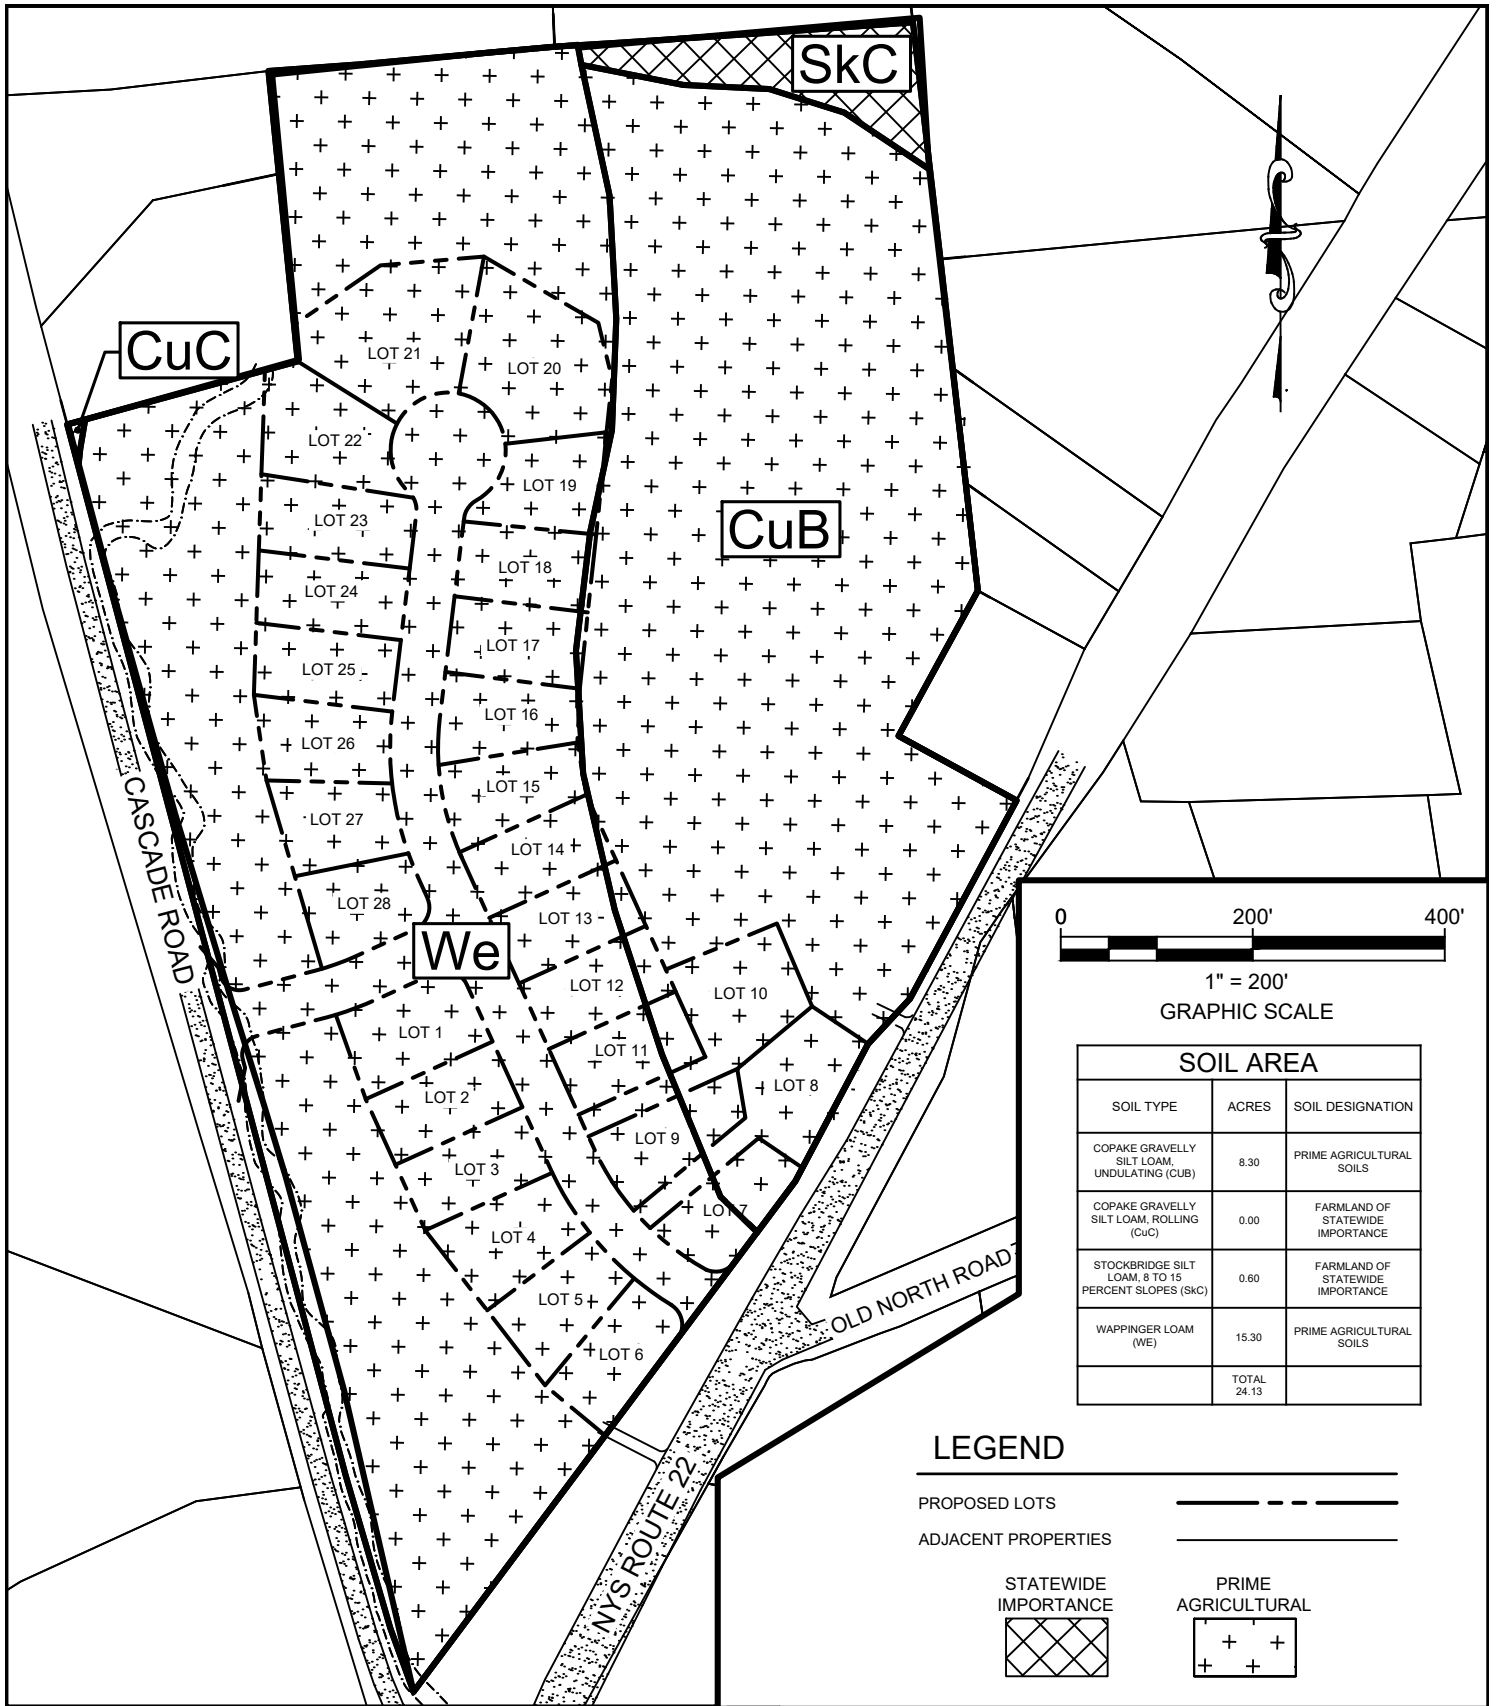 SkC
CuC
LOT 21
LOT 20
LOT 22
LOT 19
LOT 23
CuB
LOT 18
LOT 24
LOT 17
LOT 25
LOT 16
LOT 26
LOT 15
LOT 27
LOT 14
LOT 28
LOT 13
We
LOT 12
LOT 10
LOT 1
LOT 11
LOT 2
LOT 8
LOT 9
LOT 3
LOT 7
LOT 4
LOT 5
LOT 6
CASCADE ROAD
OLD NORTH ROAD
NYS ROUTE 22
0 200' 400'
1" = 200'
GRAPHIC SCALE
SOIL AREA
SOIL TYPE ACRES SOIL DESIGNATION
COPAKE GRAVELLY
SILT LOAM,
UNDULATING (CUB)
8.30
PRIME AGRICULTURAL
SOILS
COPAKE GRAVELLY
SILT LOAM, ROLLING
(CuC)
0.00
FARMLAND OF
STATEWIDE
IMPORTANCE
STOCKBRIDGE SILT
LOAM, 8 TO 15
PERCENT SLOPES (SkC)
0.60
FARMLAND OF
STATEWIDE
IMPORTANCE
WAPPINGER LOAM
(WE)
15.30
PRIME AGRICULTURAL
SOILS
TOTAL
24.13
LEGEND
PROPOSED LOTS
ADJACENT PROPERTIES
STATEWIDE
IMPORTANCE
PRIME
AGRICULTURAL